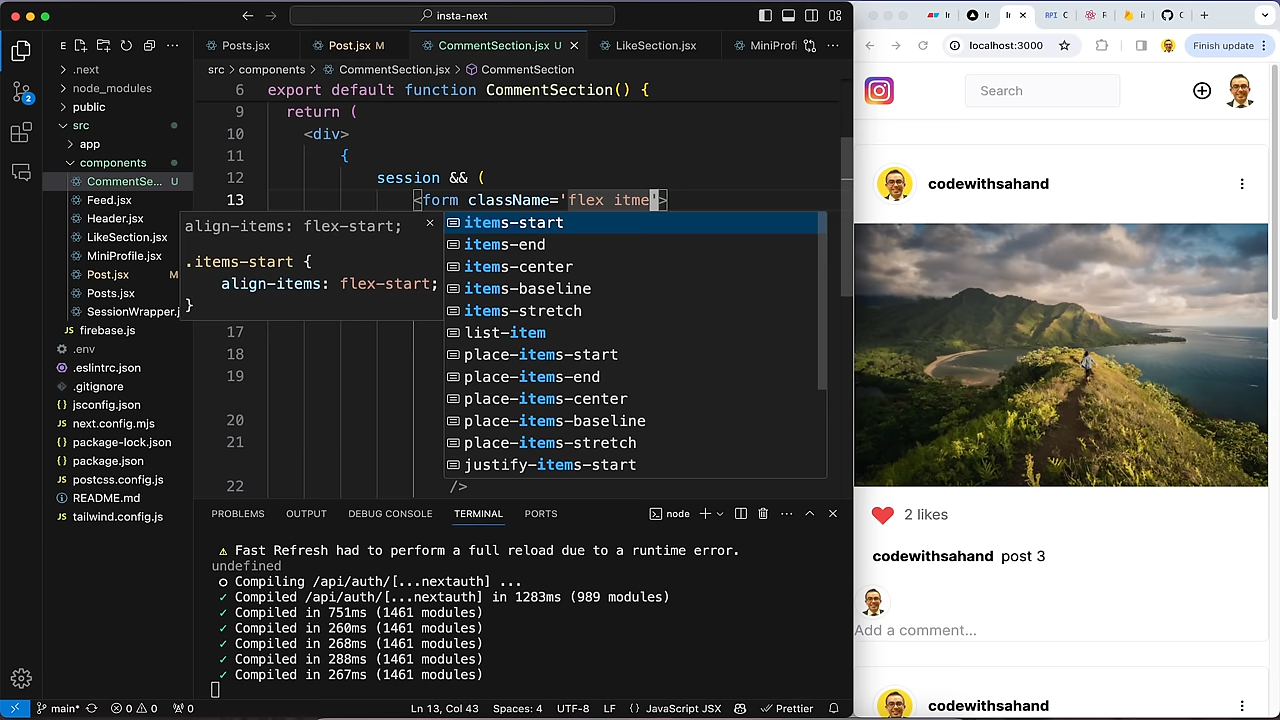 insta-next
Posts.jsx
Post.jsx M
CommentSection.jsx U
LikeSection.jsx
MiniProfi
src > components > CommentSection.jsx > CommentSection
E
.next
node_modules
public
src
app
components
CommentSe... U
Feed.jsx
Header.jsx
LikeSection.jsx
MiniProfile.jsx
Post.jsx M
Posts.jsx
SessionWrapper.j
JS firebase.js
.env
.eslintrc.json
.gitignore
jsconfig.json
next.config.mjs
package-lock.json
package.json
postcss.config.js
README.md
tailwind.config.js
2
6 export default function CommentSection() {
9 return (
10 <div>
11 {
12 session && (
13 <form className='flex itme'>
align-items: flex-start;
.items-start {
align-items: flex-start;
}
items-start
items-end
items-center
items-baseline
items-stretch
list-item
place-items-start
place-items-end
place-items-center
place-items-baseline
place-items-stretch
justify-items-start
17
18
19
20
21
22 />
PROBLEMS OUTPUT DEBUG CONSOLE TERMINAL PORTS
node
⚠ Fast Refresh had to perform a full reload due to a runtime error.
undefined
○ Compiling /api/auth/[...nextauth] ...
✓ Compiled /api/auth/[...nextauth] in 1283ms (989 modules)
✓ Compiled in 751ms (1461 modules)
✓ Compiled in 260ms (1461 modules)
✓ Compiled in 268ms (1461 modules)
✓ Compiled in 288ms (1461 modules)
✓ Compiled in 267ms (1461 modules)
main* 0 0 0
Ln 13, Col 43 Spaces: 4 UTF-8 LF {} JavaScript JSX Prettier
API
localhost:3000
Finish update
Search
codewithsahand
2 likes
codewithsahand post 3
Add a comment...
codewithsahand